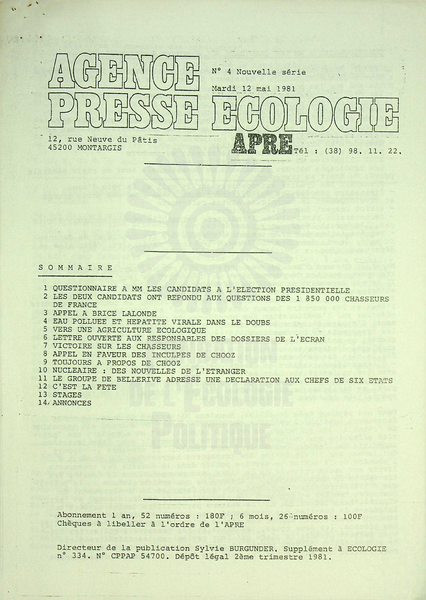 AGENCE
N° 4 Nouvelle série
Mardi 12 mai 1981
PRESSE ECOLOGIE
12, rue Neuve du Pâtis
45200 MONTARGIS
APRE Tél : (38) 98. 11. 22.
SOMMAIRE
1 QUESTIONNAIRE A MM LES CANDIDATS A L'ELECTION PRESIDENTIELLE
2 LES DEUX CANDIDATS ONT REPONDU AUX QUESTIONS DES 1 850 000 CHASSEURS
DE FRANCE
3 APPEL A BRICE LALONDE
4 EAU POLLUEE ET HEPATITE VIRALE DANS LE DOUBS
5 VERS UNE AGRICULTURE ECOLOGIQUE
6 LETTRE OUVERTE AUX RESPONSABLES DES DOSSIERS DE L'ECRAN
7 VICTOIRE SUR LES CHASSEURS
8 APPEL EN FAVEUR DES INCULPES DE CHOOZ
9 TOUJOURS A PROPOS DE CHOOZ
10 NUCLEAIRE : DES NOUVELLES DE L'ETRANGER
11 LE GROUPE DE BELLERIVE ADRESSE UNE DECLARATION AUX CHEFS DE SIX ETATS
12 C'EST LA FETE
13 STAGES
14 ANNONCES
DE L'ECOLOGIE
POLITIQUE
Abonnement 1 an, 52 numéros : 180F ; 6 mois, 26 numéros : 100F
Chèques à libeller à l'ordre de l'APRE
Directeur de la publication Sylvie BURGUNDER. Supplément à ECOLOGIE
n° 334. N° CPPAP 54700. Dépôt légal 2ème trimestre 1981.